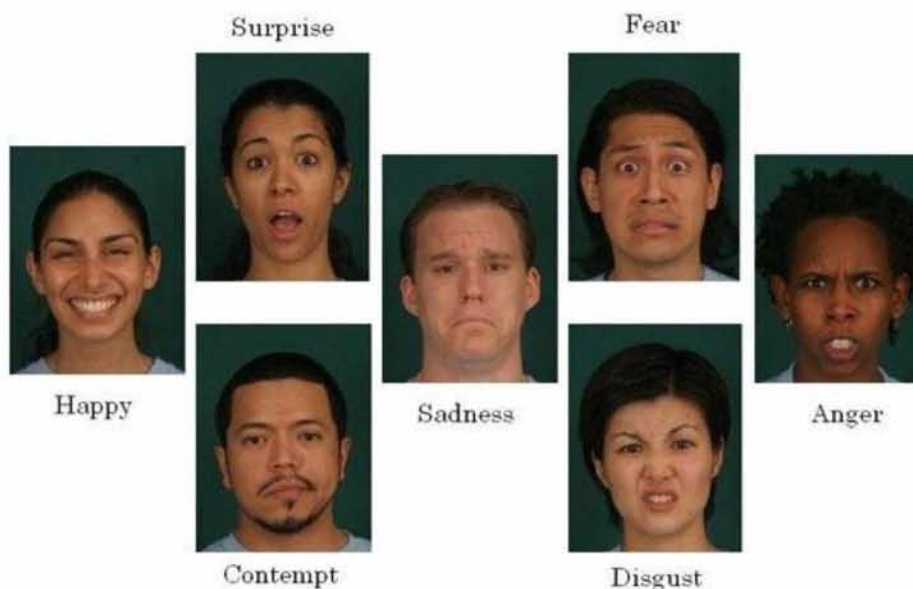 Surprise
Fear
Happy
Sadness
Anger
Contempt
Disgust